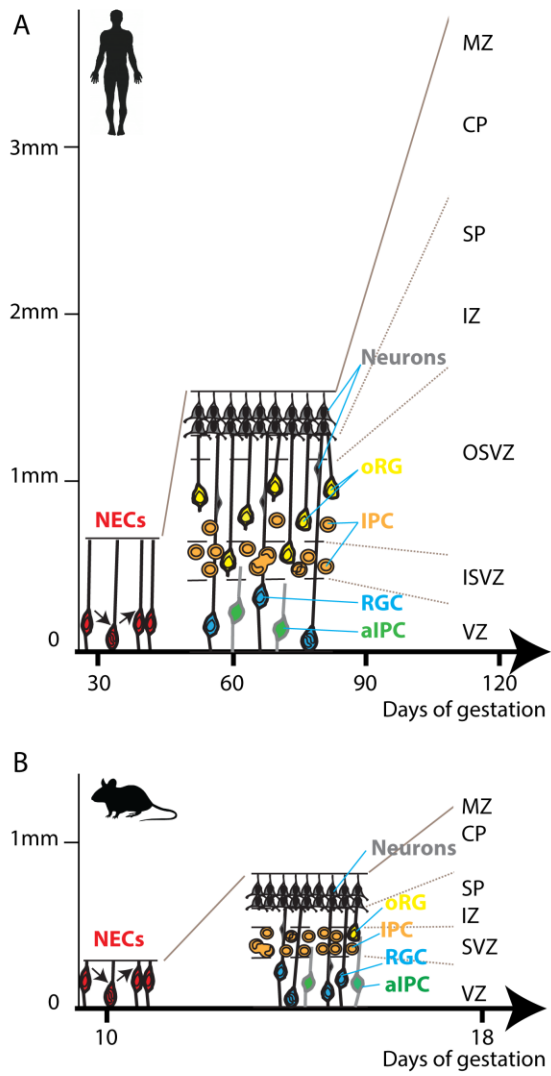 A
MZ
CP
3mm
SP
IZ
2mm
Neurons
OSVZ
oRG
1mm
NECs
IPC
ISVZ
RGC
aIPC
VZ
0
30
60
90
120
Days of gestation
B
MZ
1mm
CP
Neurons
SP
oRG
IZ
IPC
NECs
SVZ
RGC
aIPC
VZ
0
10
18
Days of gestation